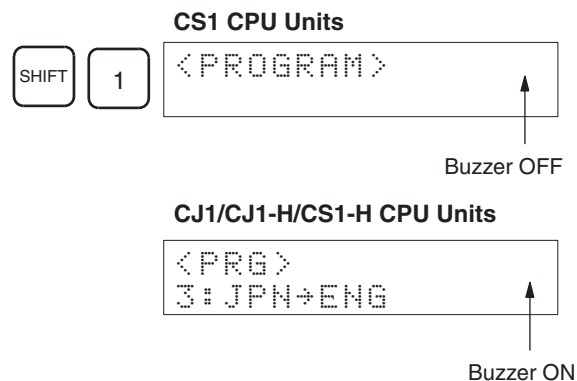 CS1 CPU Units
SHIFT 1 <PROGRAM>
Buzzer OFF
CJ1/CJ1-H/CS1-H CPU Units
<PRG>
3:JPN→ENG
Buzzer ON